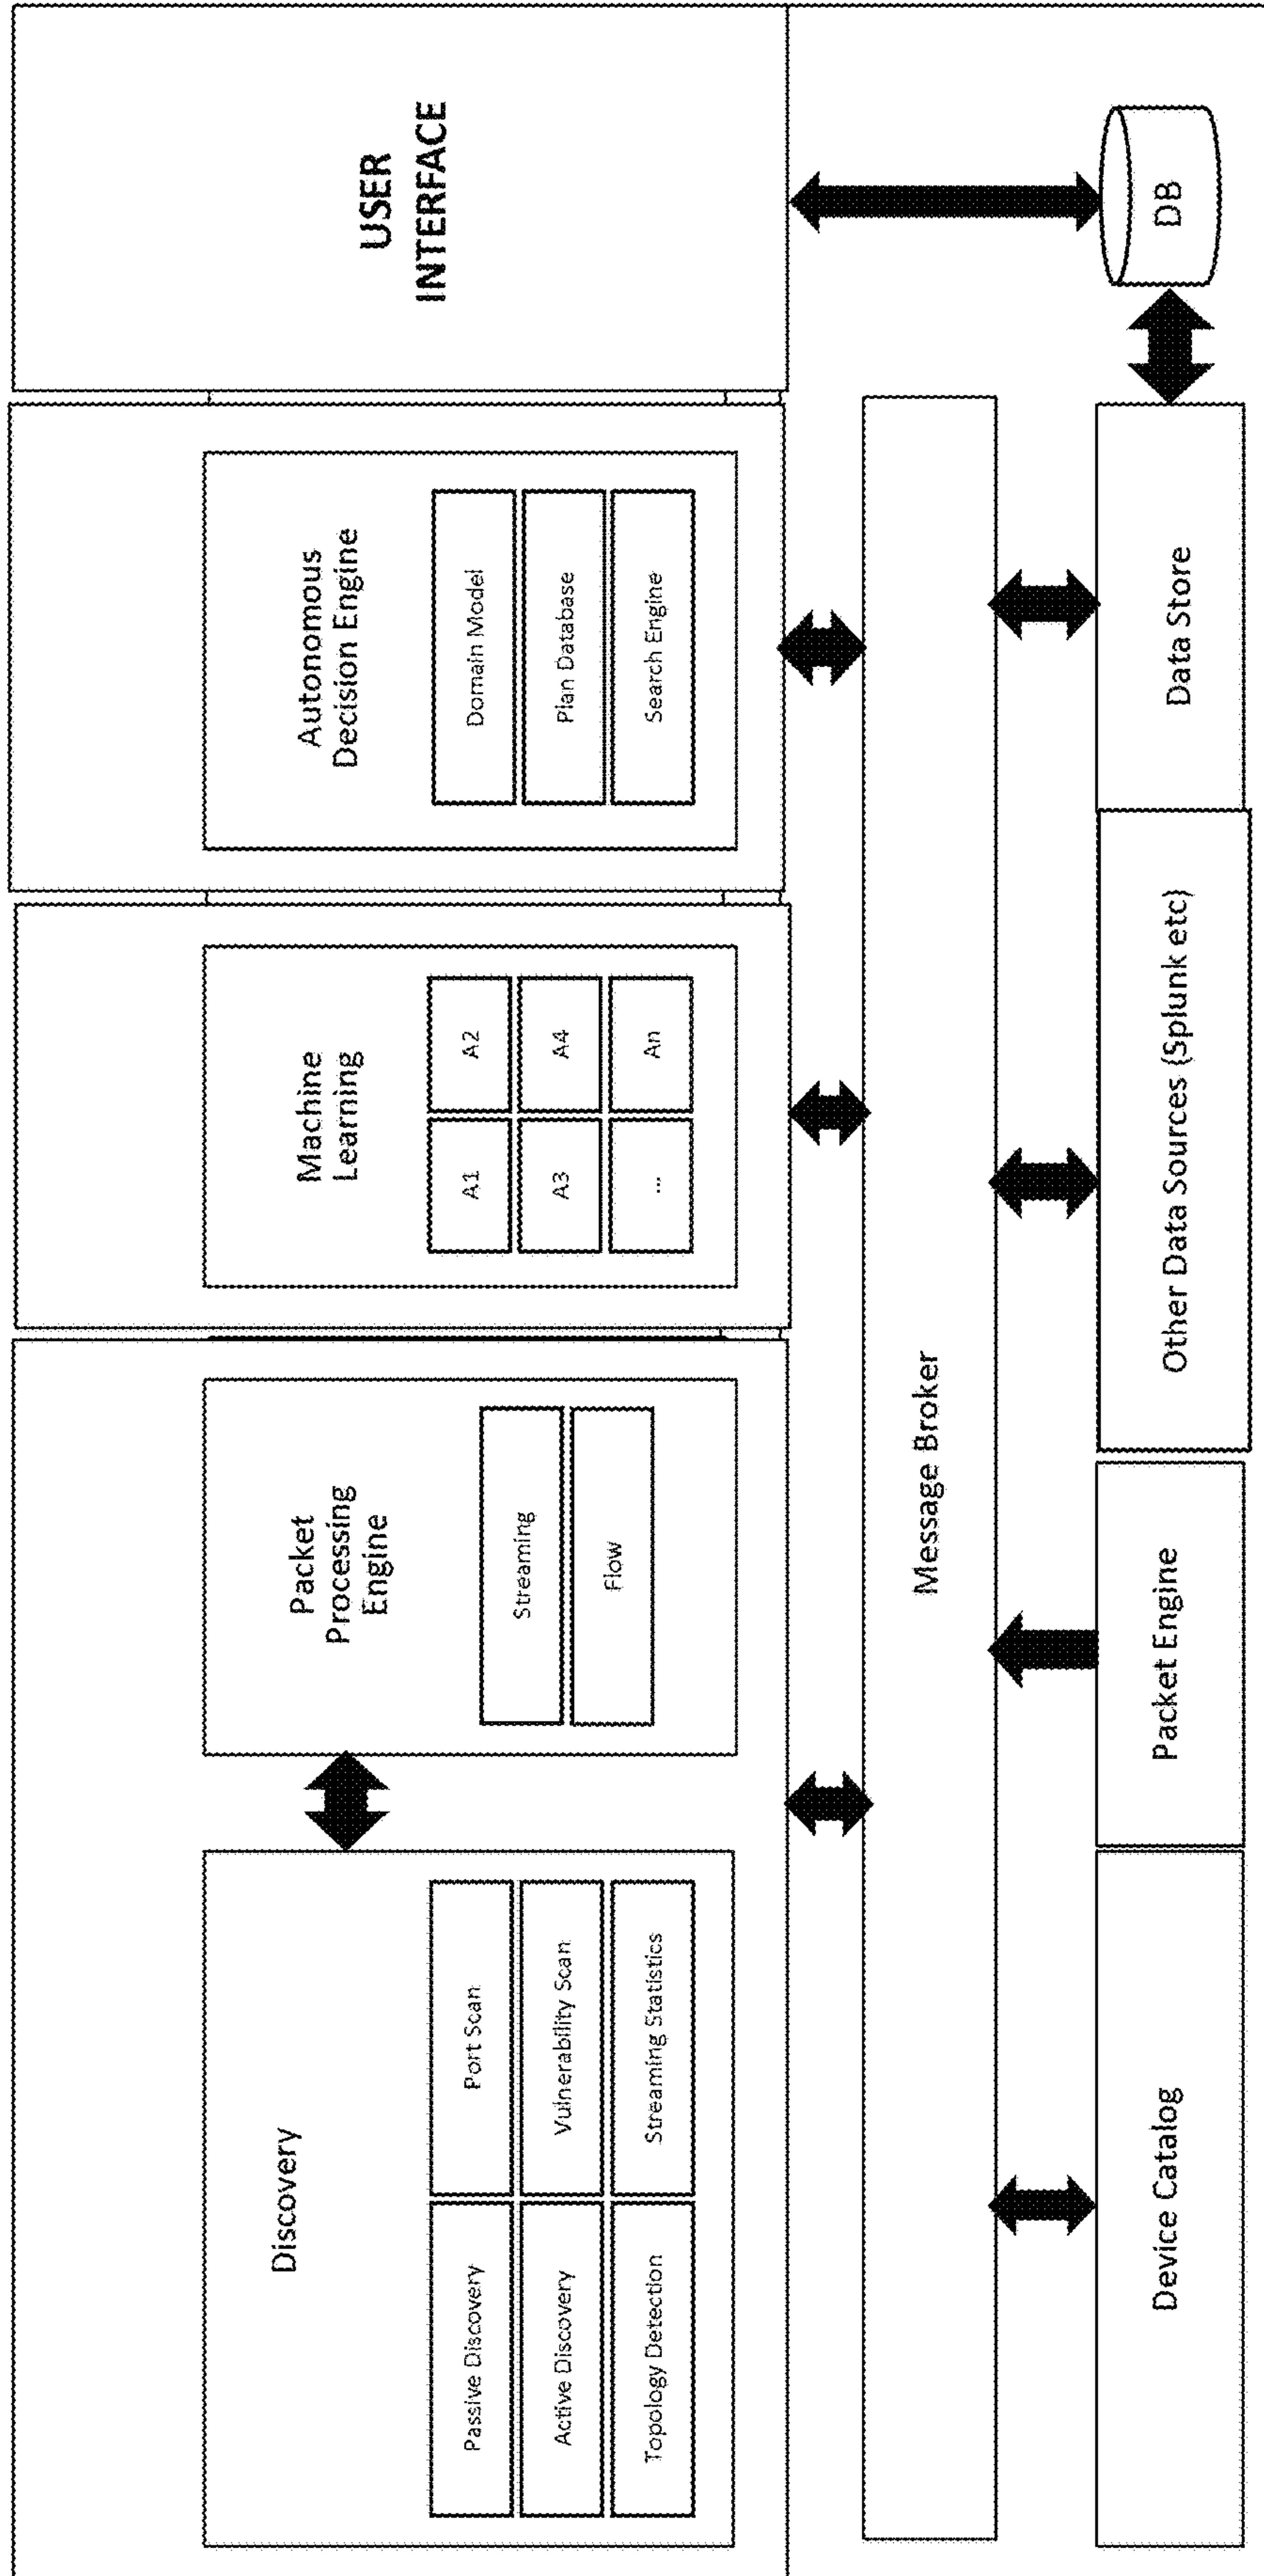 Discovery
Passive Discovery
Port Scan
Active Discovery
Vulnerability Scan
Topology Detection
Streaming Statistics
Packet
Processing
Engine
Streaming
Flow
Machine
Learning
A1
A2
A3
A4
...
An
Autonomous
Decision Engine
Domain Model
Plan Database
Search Engine
USER
INTERFACE
Message Broker
Device Catalog
Packet Engine
Other Data Sources (Splunk etc)
Data Store
DB